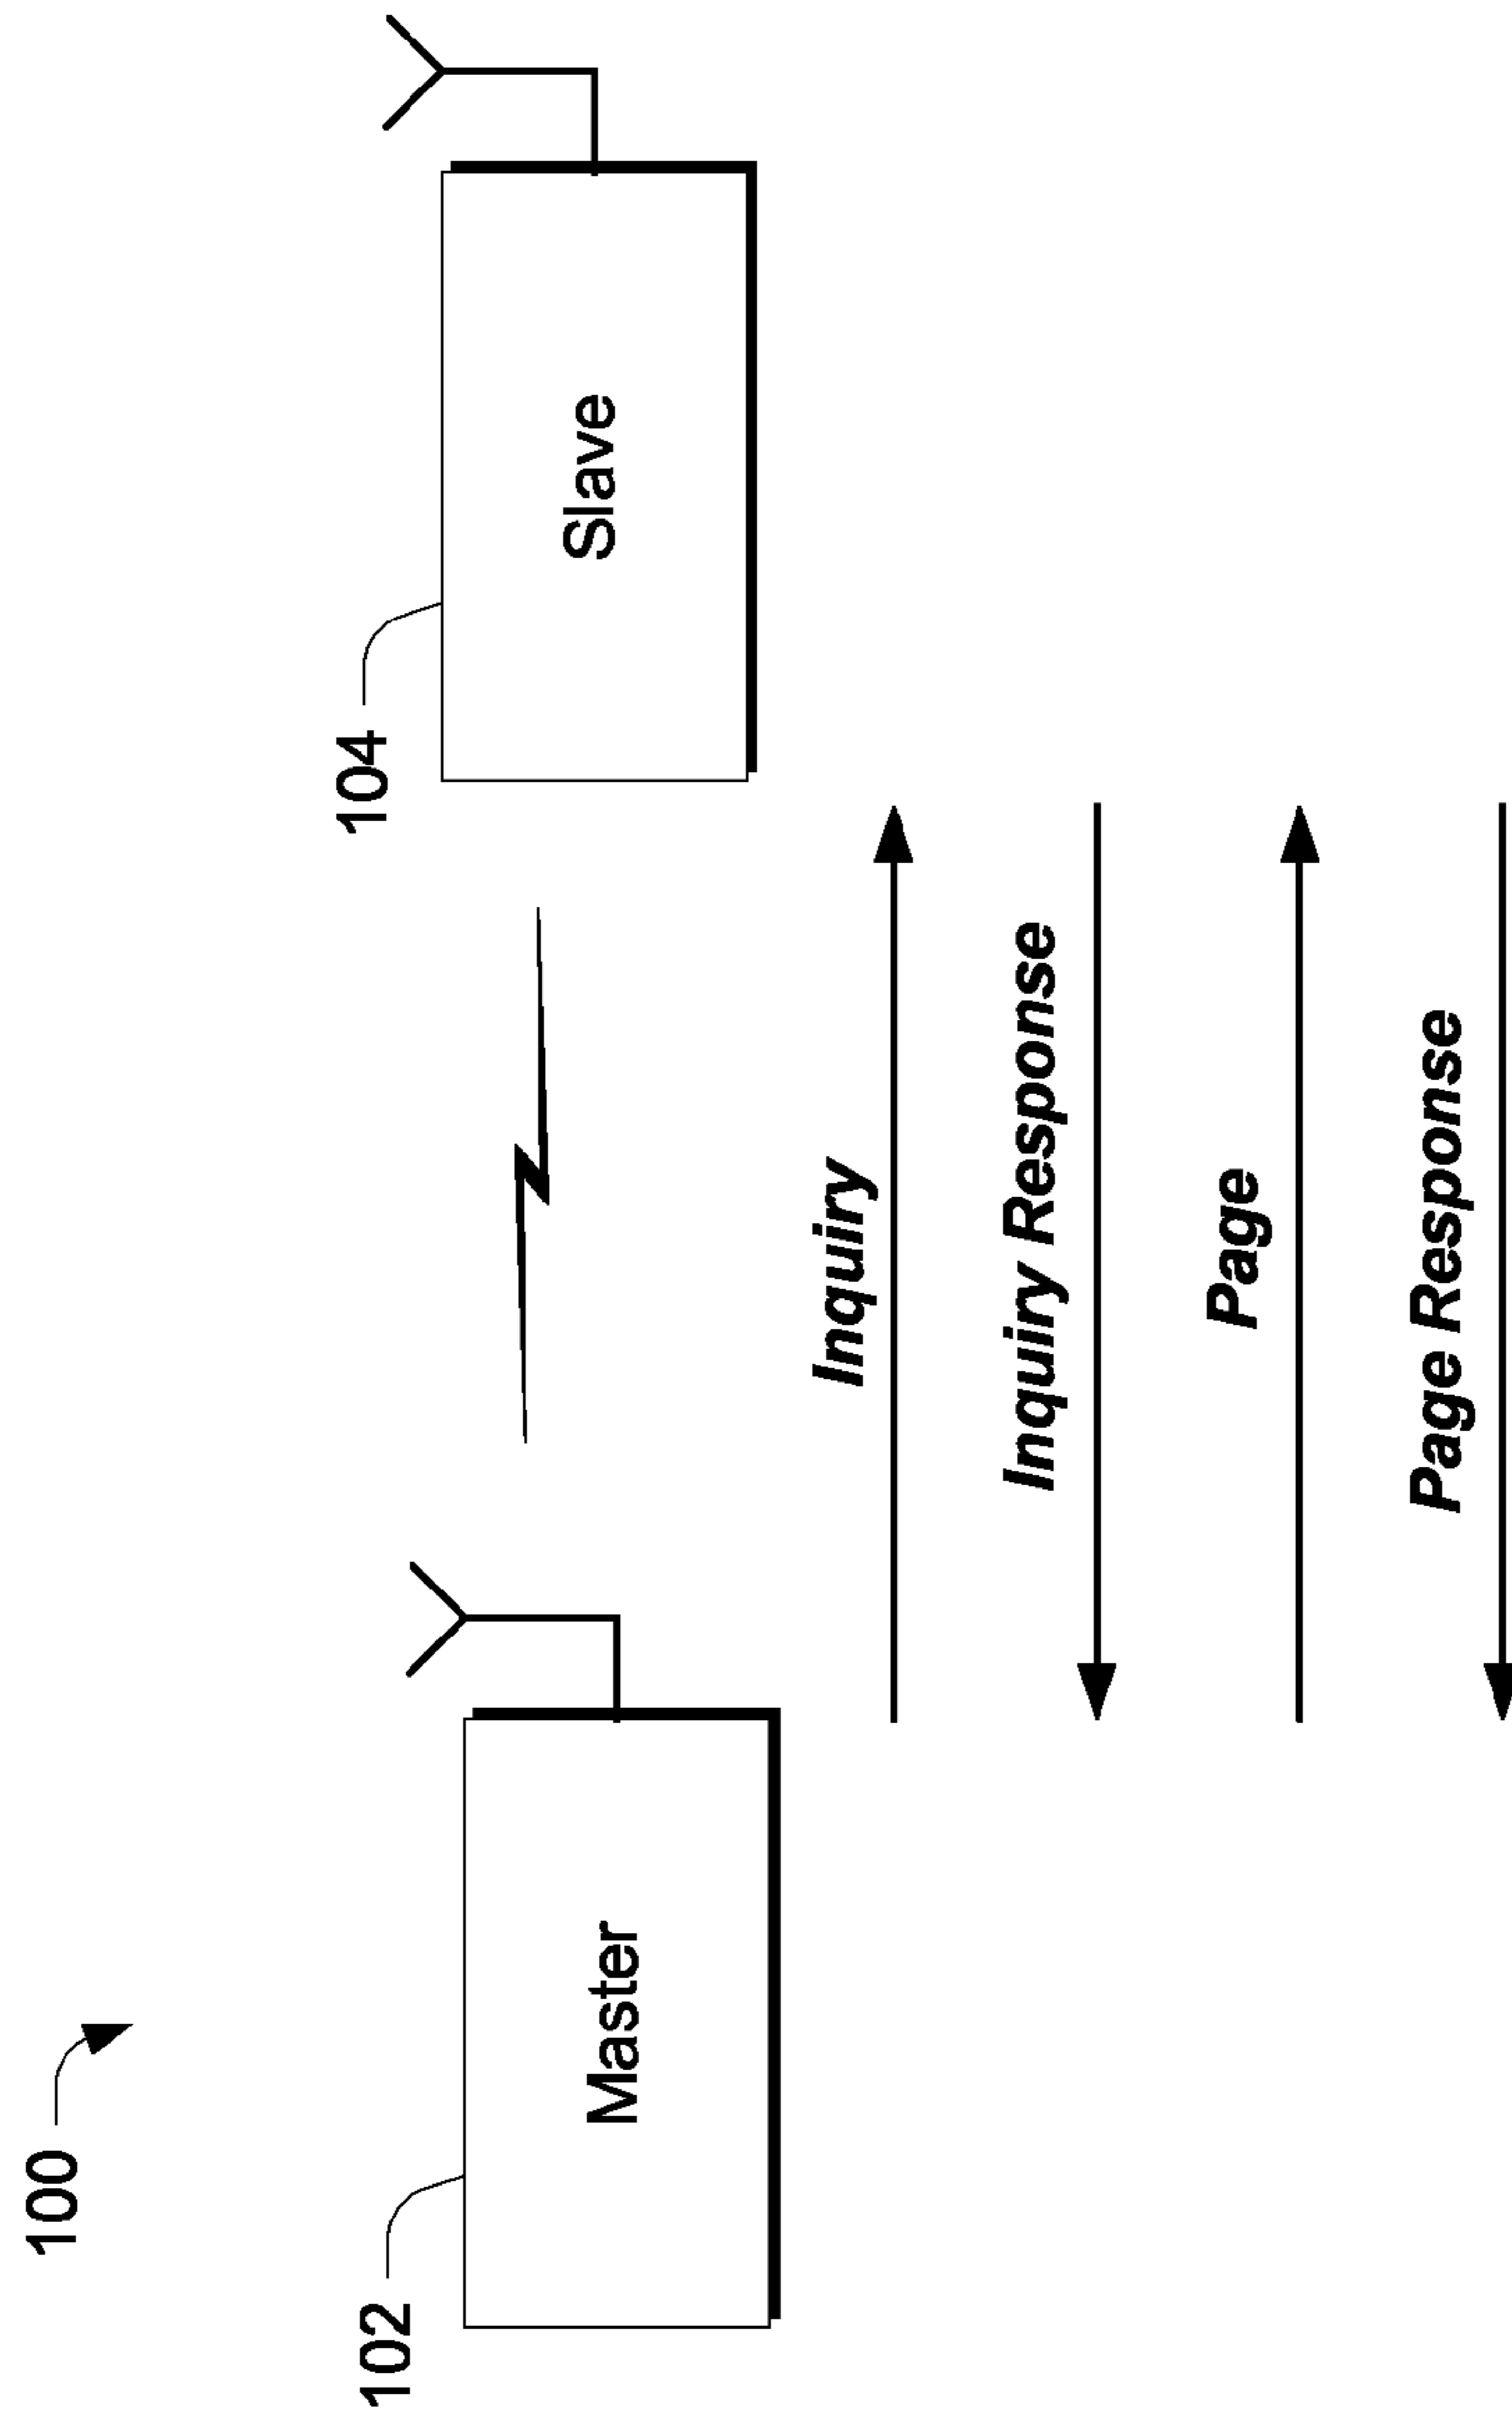 100
102
104
Master
Slave
Inquiry
Inquiry Response
Page
Page Response